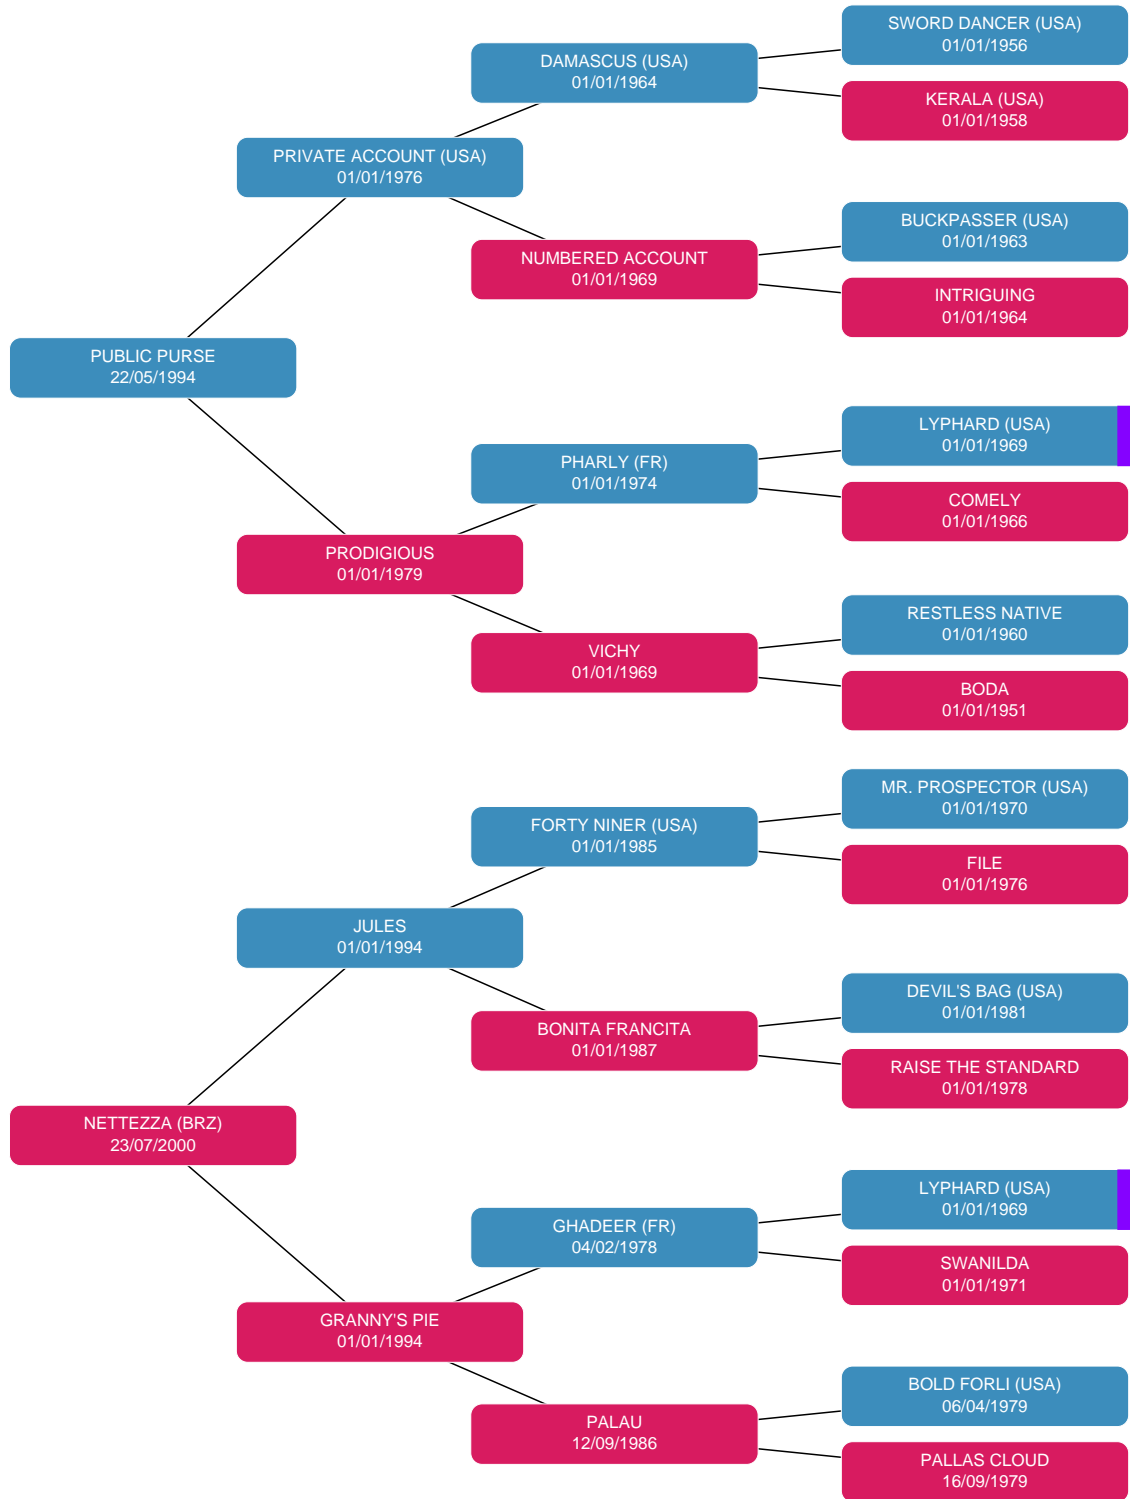 SWORD DANCER (USA)
01/01/1956
DAMASCUS (USA)
01/01/1964
KERALA (USA)
01/01/1958
PRIVATE ACCOUNT (USA)
01/01/1976
BUCKPASSER (USA)
01/01/1963
NUMBERED ACCOUNT
01/01/1969
INTRIGUING
01/01/1964
PUBLIC PURSE
22/05/1994
LYPHARD (USA)
01/01/1969
PHARLY (FR)
01/01/1974
COMELY
01/01/1966
PRODIGIOUS
01/01/1979
RESTLESS NATIVE
01/01/1960
VICHY
01/01/1969
BODA
01/01/1951
MR. PROSPECTOR (USA)
01/01/1970
FORTY NINER (USA)
01/01/1985
FILE
01/01/1976
JULES
01/01/1994
DEVIL'S BAG (USA)
01/01/1981
BONITA FRANCITA
01/01/1987
RAISE THE STANDARD
01/01/1978
NETTEZZA (BRZ)
23/07/2000
LYPHARD (USA)
01/01/1969
GHADEER (FR)
04/02/1978
SWANILDA
01/01/1971
GRANNY'S PIE
01/01/1994
BOLD FORLI (USA)
06/04/1979
PALAU
12/09/1986
PALLAS CLOUD
16/09/1979